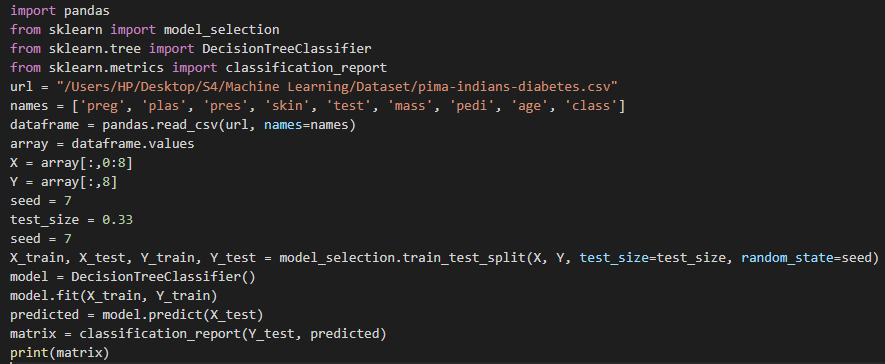 import pandas
from sklearn import model_selection
from sklearn.tree import DecisionTreeClassifier
from sklearn.metrics import classification_report
url = "/Users/HP/Desktop/S4/Machine Learning/Dataset/pima-indians-diabetes.csv"
names = ['preg', 'plas', 'pres', 'skin', 'test', 'mass', 'pedi', 'age', 'class']
dataframe = pandas.read_csv(url, names=names)
array = dataframe.values
X = array[:,0:8]
Y = array[:,8]
seed = 7
test_size = 0.33
seed = 7
X_train, X_test, Y_train, Y_test = model_selection.train_test_split(X, Y, test_size=test_size, random_state=seed)
model = DecisionTreeClassifier()
model.fit(X_train, Y_train)
predicted = model.predict(X_test)
matrix = classification_report(Y_test, predicted)
print(matrix)